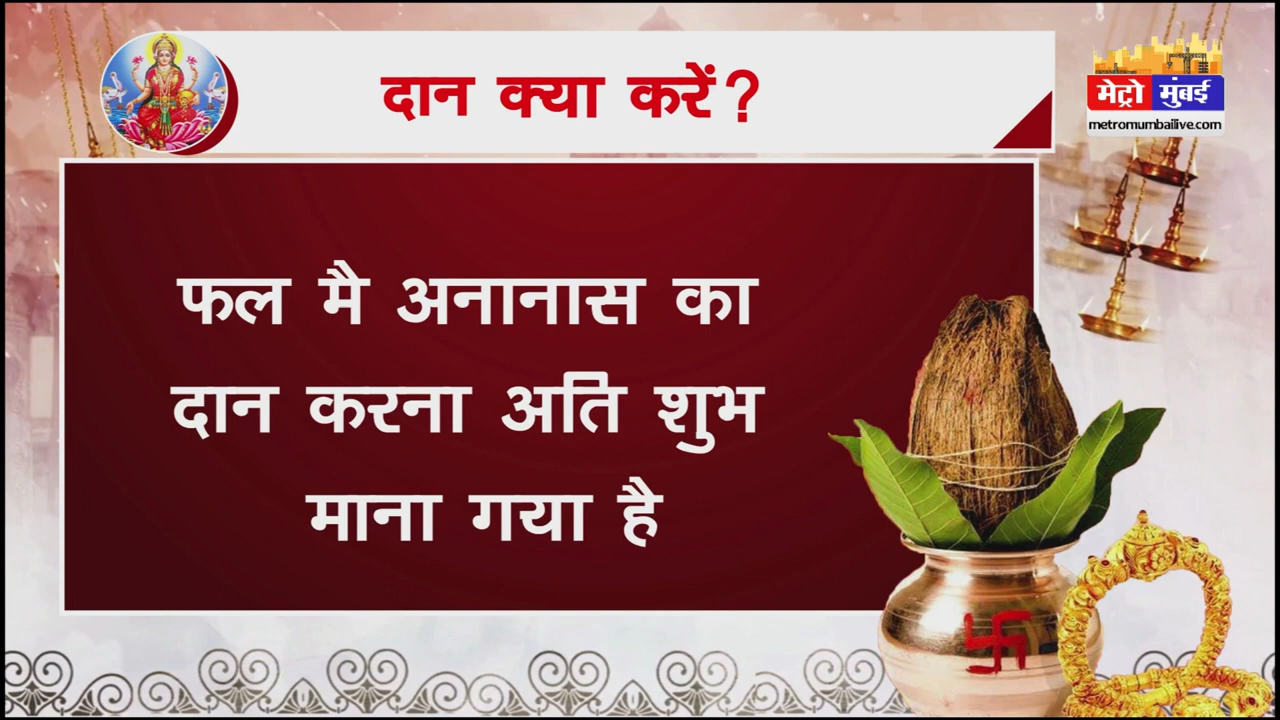 दान क्या करें?
मेट्रो मुंबई
metromumbailive.com
फल मै अनानास का
दान करना अति शुभ
माना गया है